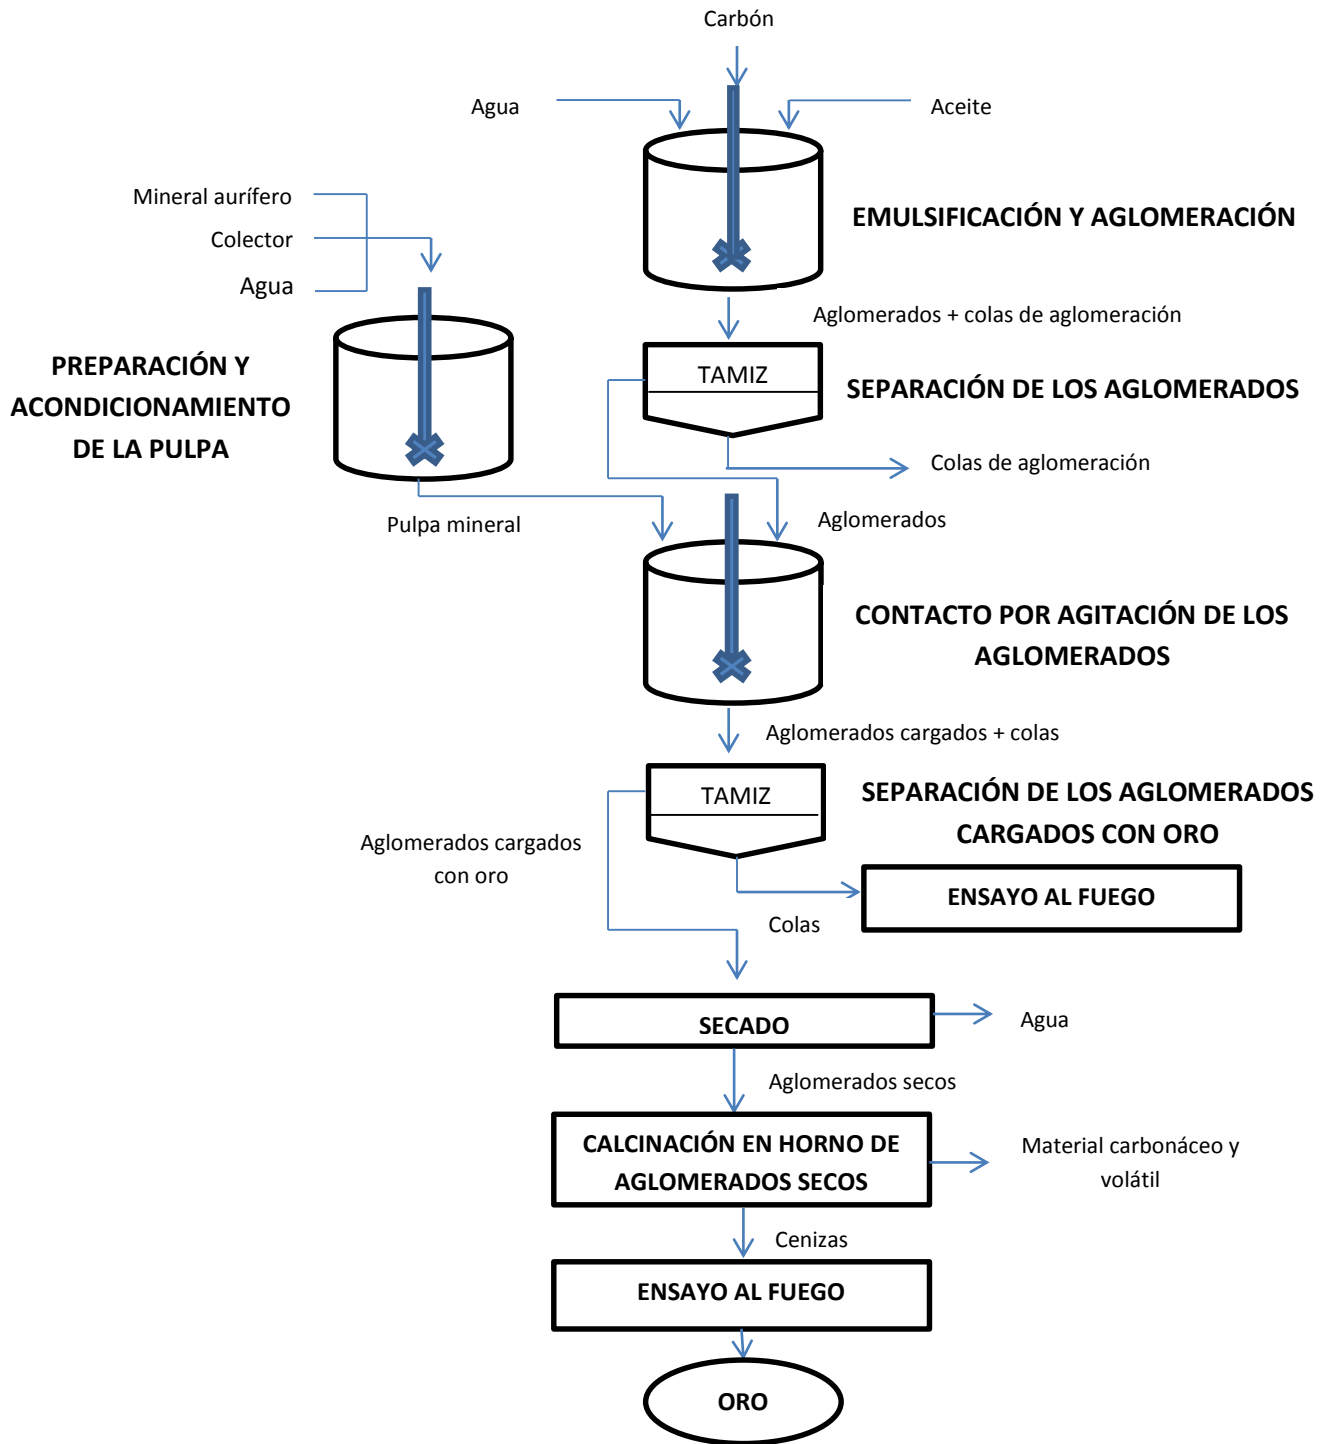 Carbón
Agua
Aceite
Mineral aurífero
Colector
Agua
EMULSIFICACIÓN Y AGLOMERACIÓN
Aglomerados + colas de aglomeración
PREPARACIÓN Y
ACONDICIONAMIENTO
DE LA PULPA
TAMIZ
SEPARACIÓN DE LOS AGLOMERADOS
Colas de aglomeración
Pulpa mineral
Aglomerados
CONTACTO POR AGITACIÓN DE LOS
AGLOMERADOS
Aglomerados cargados + colas
TAMIZ
SEPARACIÓN DE LOS AGLOMERADOS
CARGADOS CON ORO
Aglomerados cargados
con oro
ENSAYO AL FUEGO
Colas
SECADO
Agua
Aglomerados secos
CALCINACIÓN EN HORNO DE
AGLOMERADOS SECOS
Material carbonáceo y
volátil
Cenizas
ENSAYO AL FUEGO
ORO